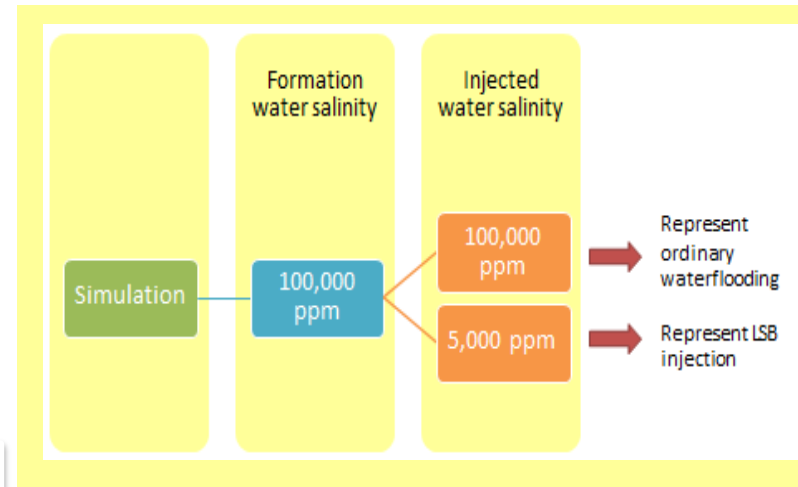 Formation
water salinity
Injected
water salinity
Simulation
100,000
ppm
100,000
ppm
5,000 ppm
Represent
ordinary
waterflooding
Represent LSB
injection